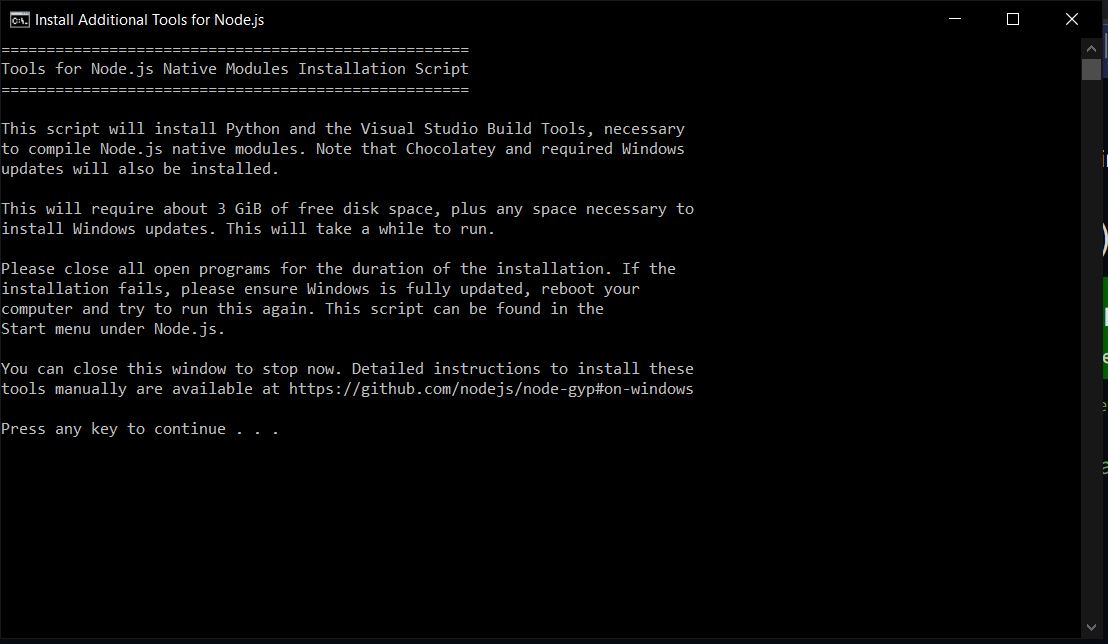 Install Additional Tools for Node.js
====================================================
Tools for Node.js Native Modules Installation Script
====================================================
This script will install Python and the Visual Studio Build Tools, necessary
to compile Node.js native modules. Note that Chocolatey and required Windows
updates will also be installed.
This will require about 3 GiB of free disk space, plus any space necessary to
install Windows updates. This will take a while to run.
Please close all open programs for the duration of the installation. If the
installation fails, please ensure Windows is fully updated, reboot your
computer and try to run this again. This script can be found in the
Start menu under Node.js.
You can close this window to stop now. Detailed instructions to install these
tools manually are available at https://github.com/nodejs/node-gyp#on-windows
Press any key to continue . . .